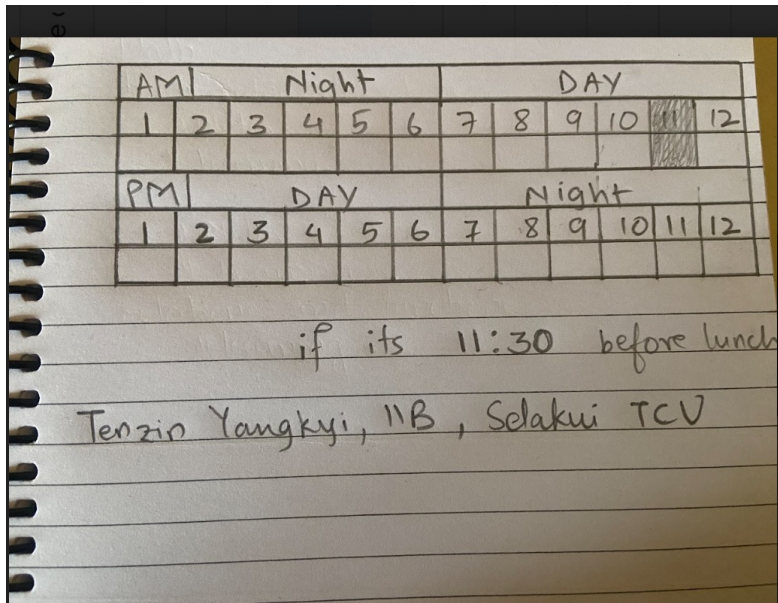 AM Night DAY
1 2 3 4 5 6 7 8 9 10 11 12
PM DAY Night
1 2 3 4 5 6 7 8 9 10 11 12
if its 11:30 before lunch
Tenzin Yangkyi, 11B, Selakui TCV